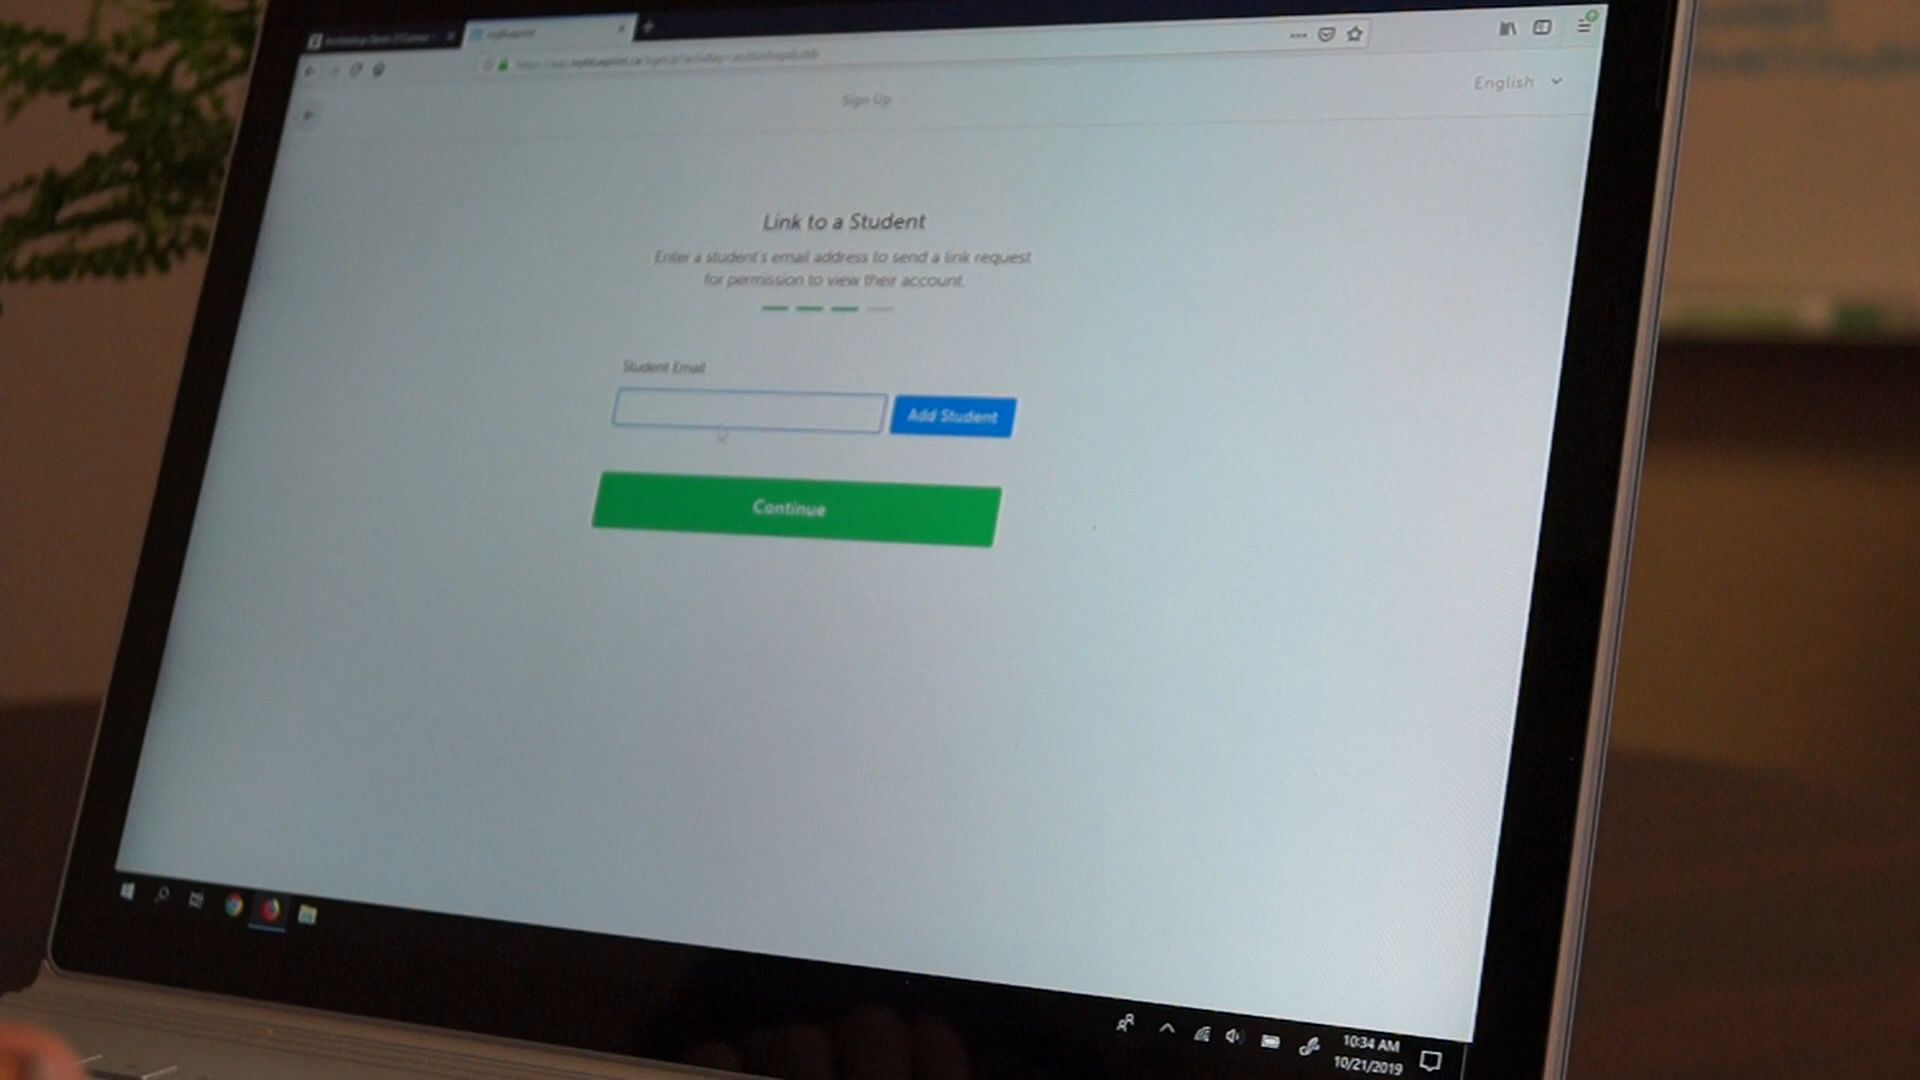 myBlueprint
English
Sign Up
Link to a Student
Enter a student's email address to send a link request
for permission to view their account.
Student Email
Add Student
Continue
10:34 AM
10/21/2019